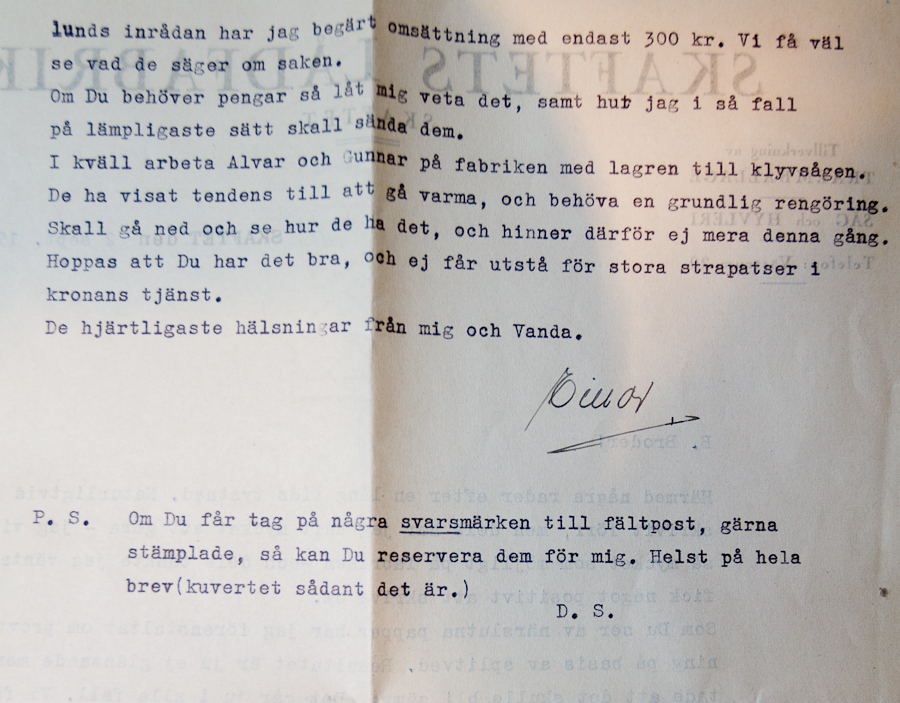 lunds inrådan har jag begärt omsättning med endast 300 kr. Vi få väl
se vad de säger om saken.
Om Du behöver pengar så låt mig veta det, samt hur jag i så fall
på lämpligaste sätt skall sända dem.
I kväll arbeta Alvar och Gunnar på fabriken med lagren till klyvsågen.
De ha visat tendens till att gå varma, och behöva en grundlig rengöring.
Skall gå ned och se hur de ha det, och hinner därför ej mera denna gång.
Hoppas att Du har det bra, och ej får utstå för stora strapatser i
kronans tjänst.
De hjärtligaste hälsningar från mig och Vanda.
Einar
P. S. Om Du får tag på några svarsmärken till fältpost, gärna
stämplade, så kan Du reservera dem för mig. Helst på hela
brev(kuvertet sådant det är.)
D. S.